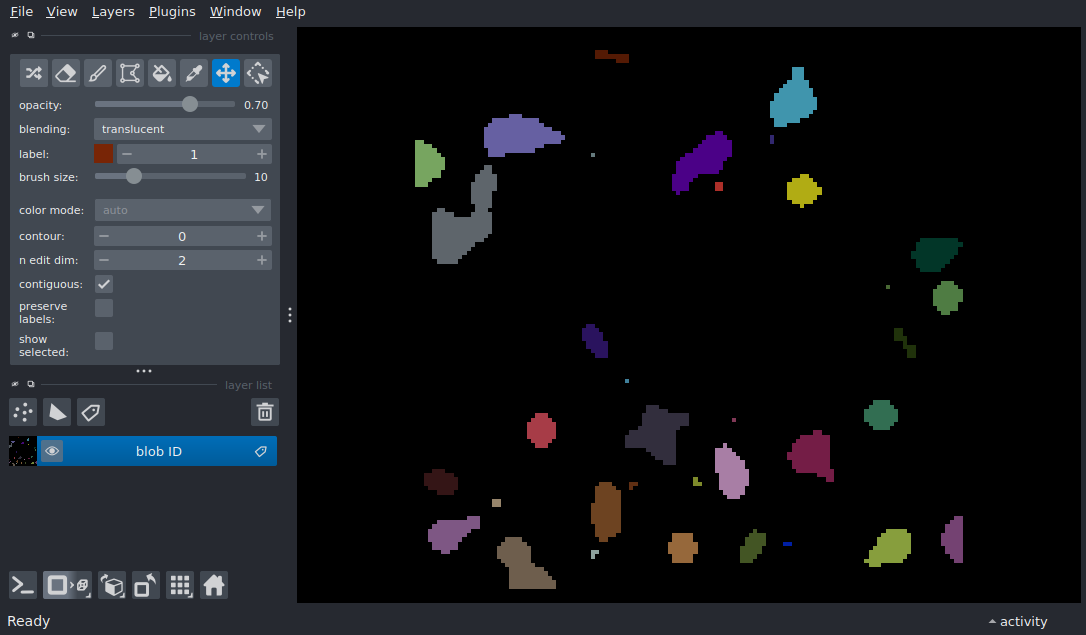 File View Layers Plugins Window Help
layer controls
opacity: 0.70
blending: translucent
label: 1
brush size: 10
color mode: auto
contour: 0
n edit dim: 2
contiguous:
preserve
labels:
show
selected:
layer list
blob ID
Ready
activity